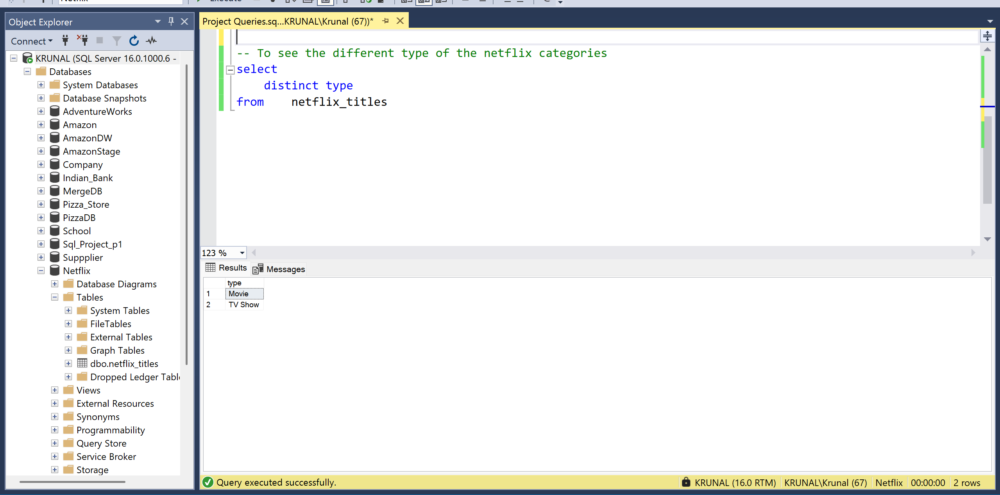 Netflix
Execute
Object Explorer
Connect
KRUNAL (SQL Server 16.0.1000.6 -
Databases
System Databases
Database Snapshots
AdventureWorks
Amazon
AmazonDW
AmazonStage
Company
Indian_Bank
MergeDB
Pizza_Store
PizzaDB
School
Sql_Project_p1
Suppplier
Netflix
Database Diagrams
Tables
System Tables
FileTables
External Tables
Graph Tables
dbo.netflix_titles
Dropped Ledger Table
Views
External Resources
Synonyms
Programmability
Query Store
Service Broker
Storage
Project Queries.sq...KRUNAL\Krunal (67))*
-- To see the different type of the netflix categories
select
distinct type
from netflix_titles
123 %
Results Messages
type
1 Movie
2 TV Show
Query executed successfully. KRUNAL (16.0 RTM) KRUNAL\Krunal (67) Netflix 00:00:00 2 rows